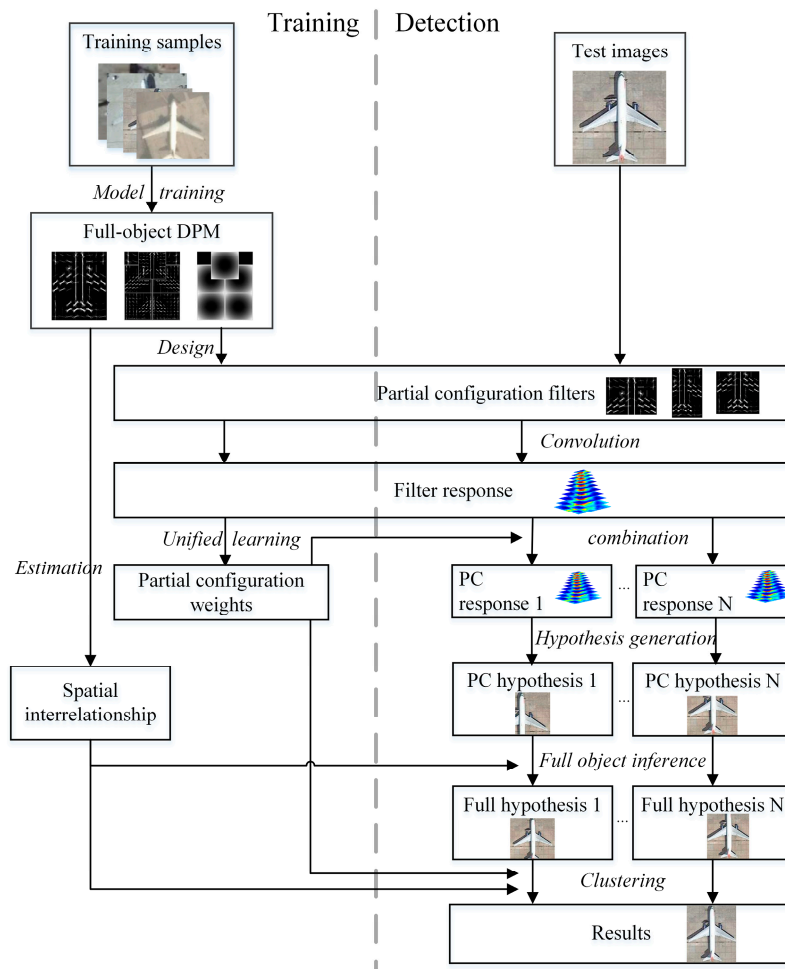 Training
Detection
Training samples
Test images
Model training
Full-object DPM
Design
Partial configuration filters
Convolution
Filter response
Unified learning
combination
Estimation
Partial configuration
weights
PC
response 1
...
PC
response N
Hypothesis generation
Spatial
interrelationship
PC hypothesis 1
...
PC hypothesis N
Full object inference
Full hypothesis 1
...
Full hypothesis N
Clustering
Results